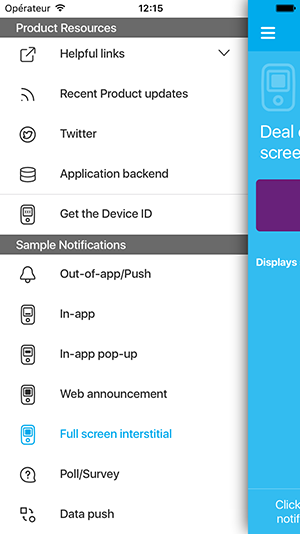 Opérateur 12:15
Product Resources
Helpful links
Recent Product updates
Twitter
Application backend
Get the Device ID
Sample Notifications
Out-of-app/Push
In-app
In-app pop-up
Web announcement
Full screen interstitial
Poll/Survey
Data push
Deal
scree
Displays
Click
notif